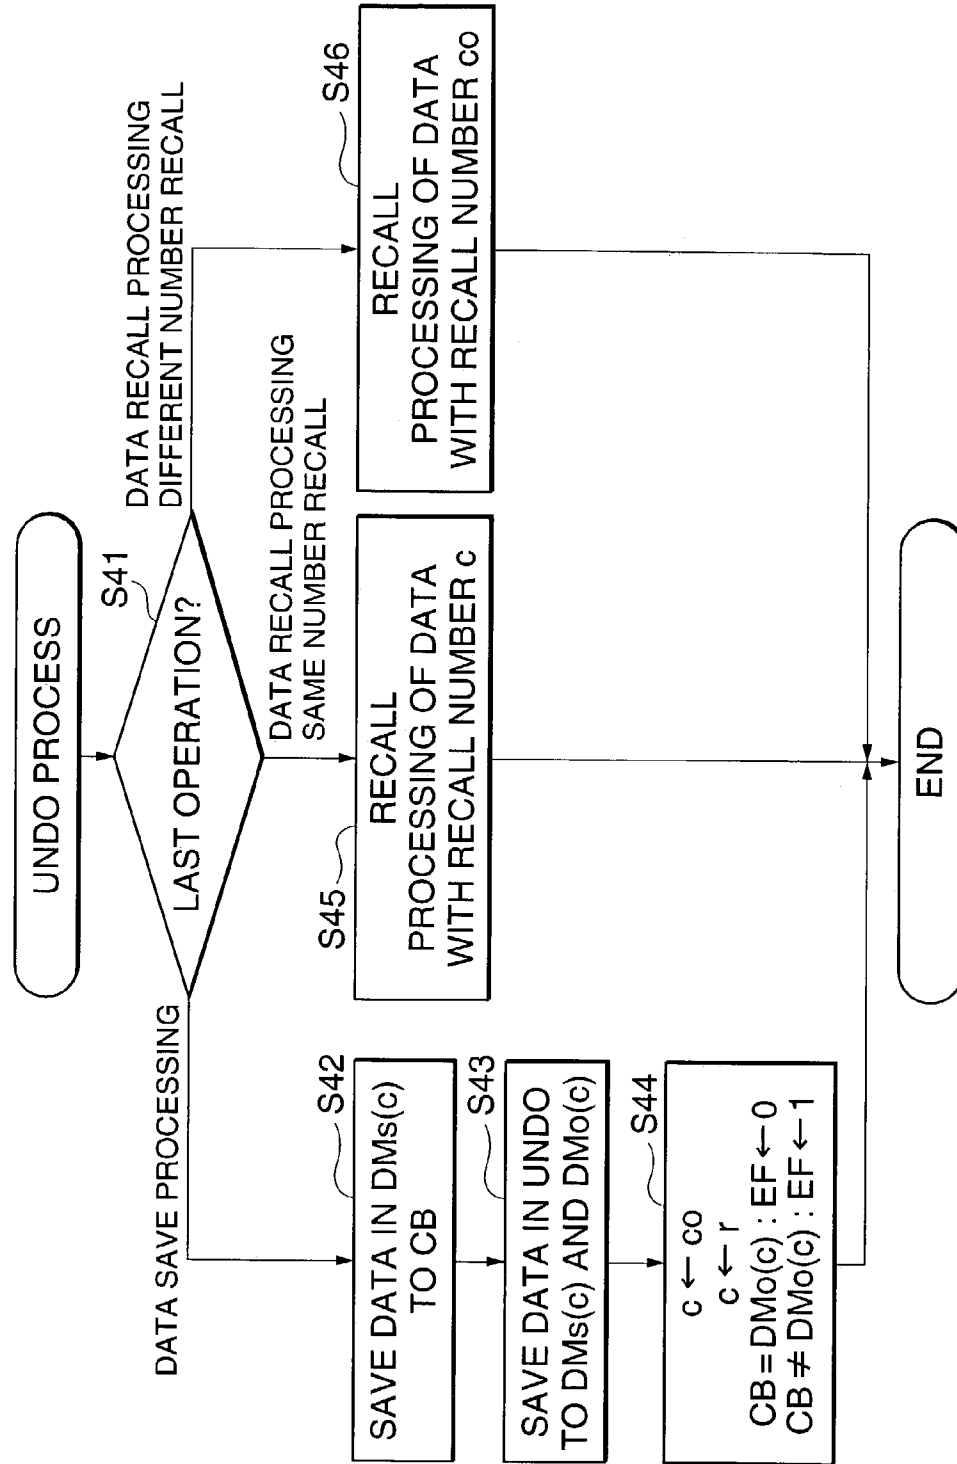 UNDO PROCESS
S41
LAST OPERATION?
DATA SAVE PROCESSING
DATA RECALL PROCESSING
SAME NUMBER RECALL
DATA RECALL PROCESSING
DIFFERENT NUMBER RECALL
S42
SAVE DATA IN DMs(c)
TO CB
S43
SAVE DATA IN UNDO
TO DMs(c) AND DMo(c)
S44
c ← co
c ← r
CB = DMo(c) : EF ← 0
CB ≠ DMo(c) : EF ← 1
S45
RECALL
PROCESSING OF DATA
WITH RECALL NUMBER c
S46
RECALL
PROCESSING OF DATA
WITH RECALL NUMBER co
END